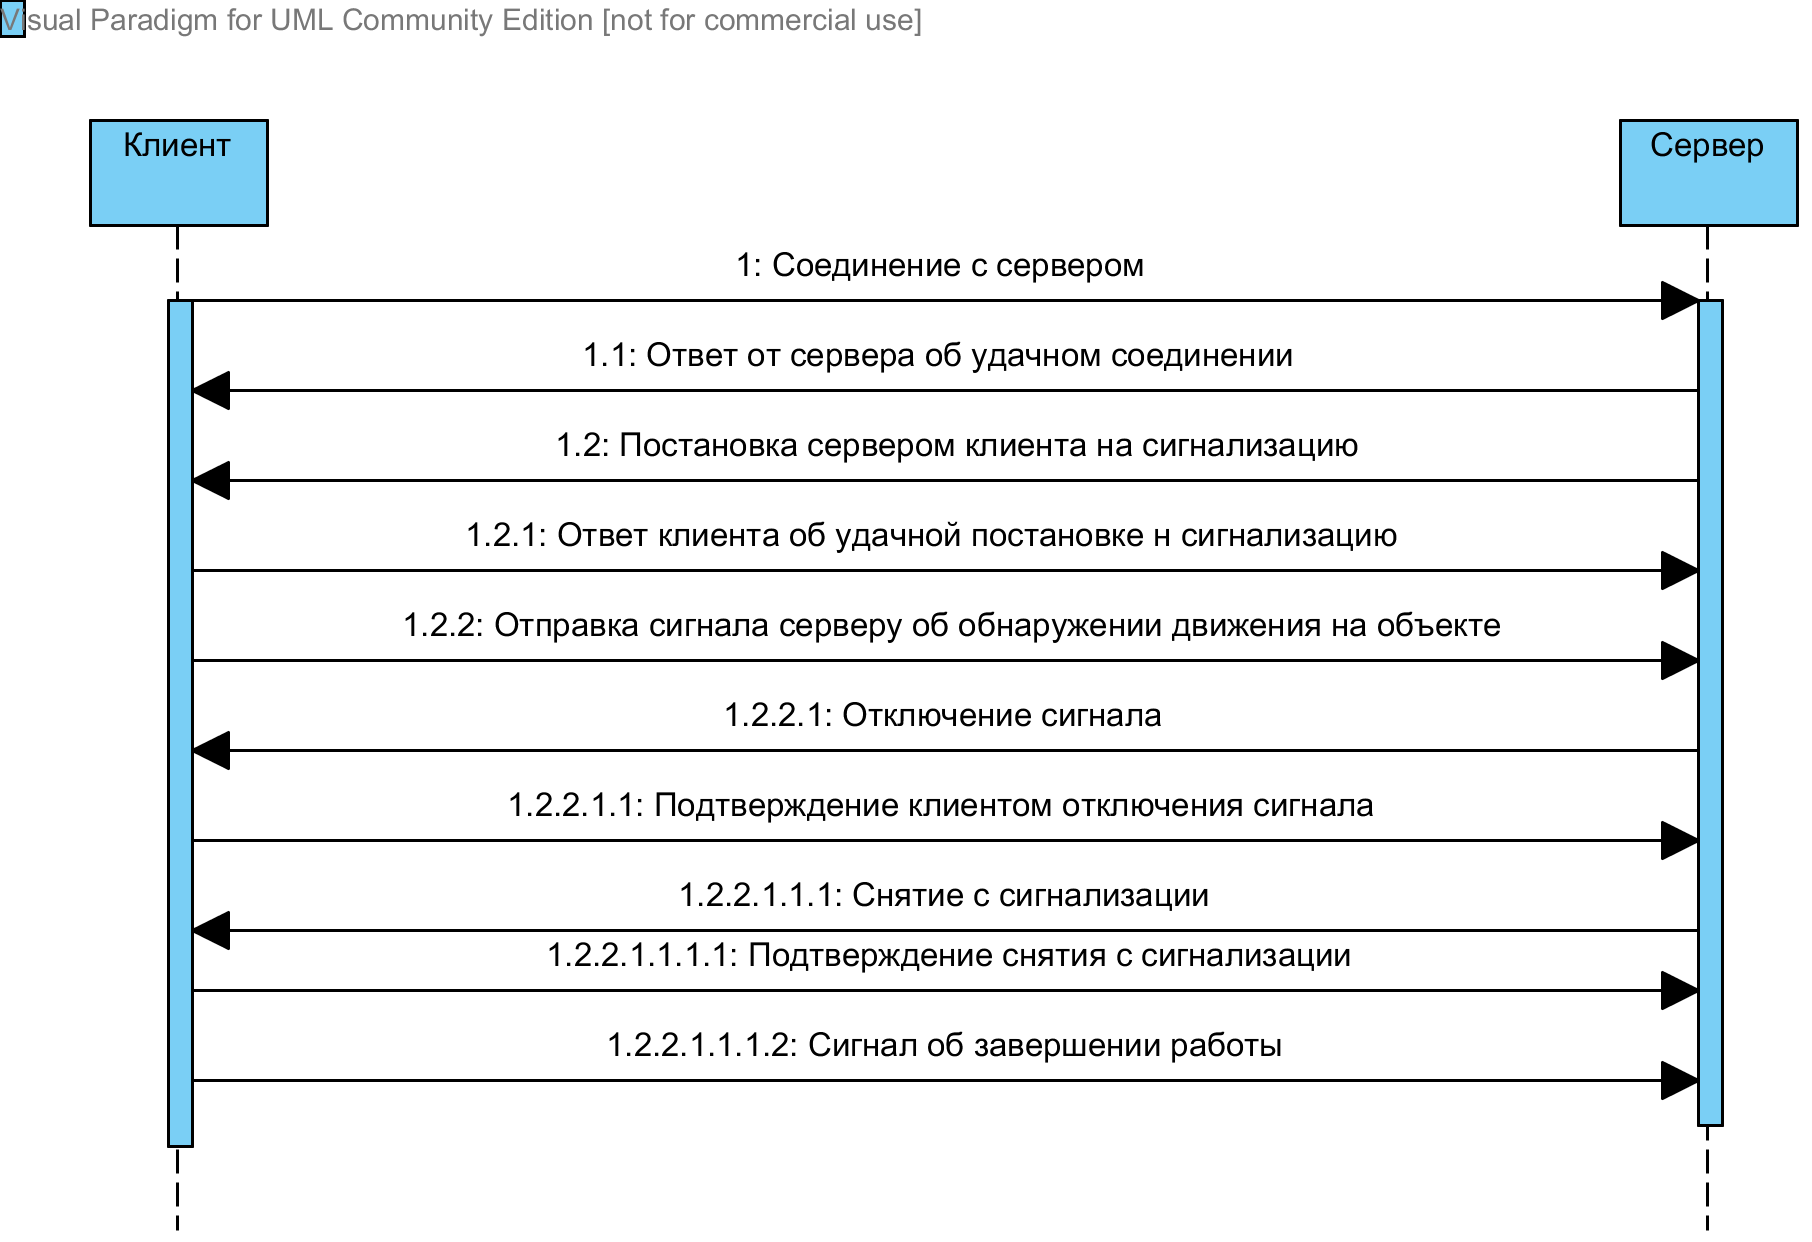 Visual Paradigm for UML Community Edition [not for commercial use]
Клиент
Сервер
1: Соединение с сервером
1.1: Ответ от сервера об удачном соединении
1.2: Постановка сервером клиента на сигнализацию
1.2.1: Ответ клиента об удачной постановке н сигнализацию
1.2.2: Отправка сигнала серверу об обнаружении движения на объекте
1.2.2.1: Отключение сигнала
1.2.2.1.1: Подтверждение клиентом отключения сигнала
1.2.2.1.1.1: Снятие с сигнализации
1.2.2.1.1.1.1: Подтверждение снятия с сигнализации
1.2.2.1.1.1.2: Сигнал об завершении работы